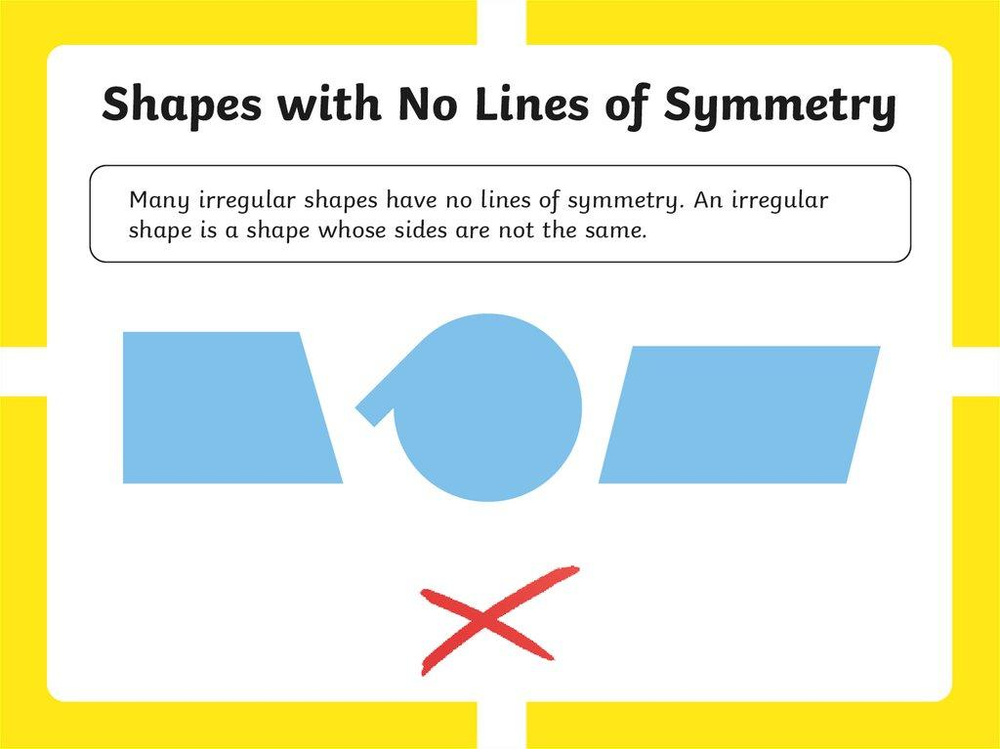 Shapes with No Lines of Symmetry
Many irregular shapes have no lines of symmetry. An irregular
shape is a shape whose sides are not the same.